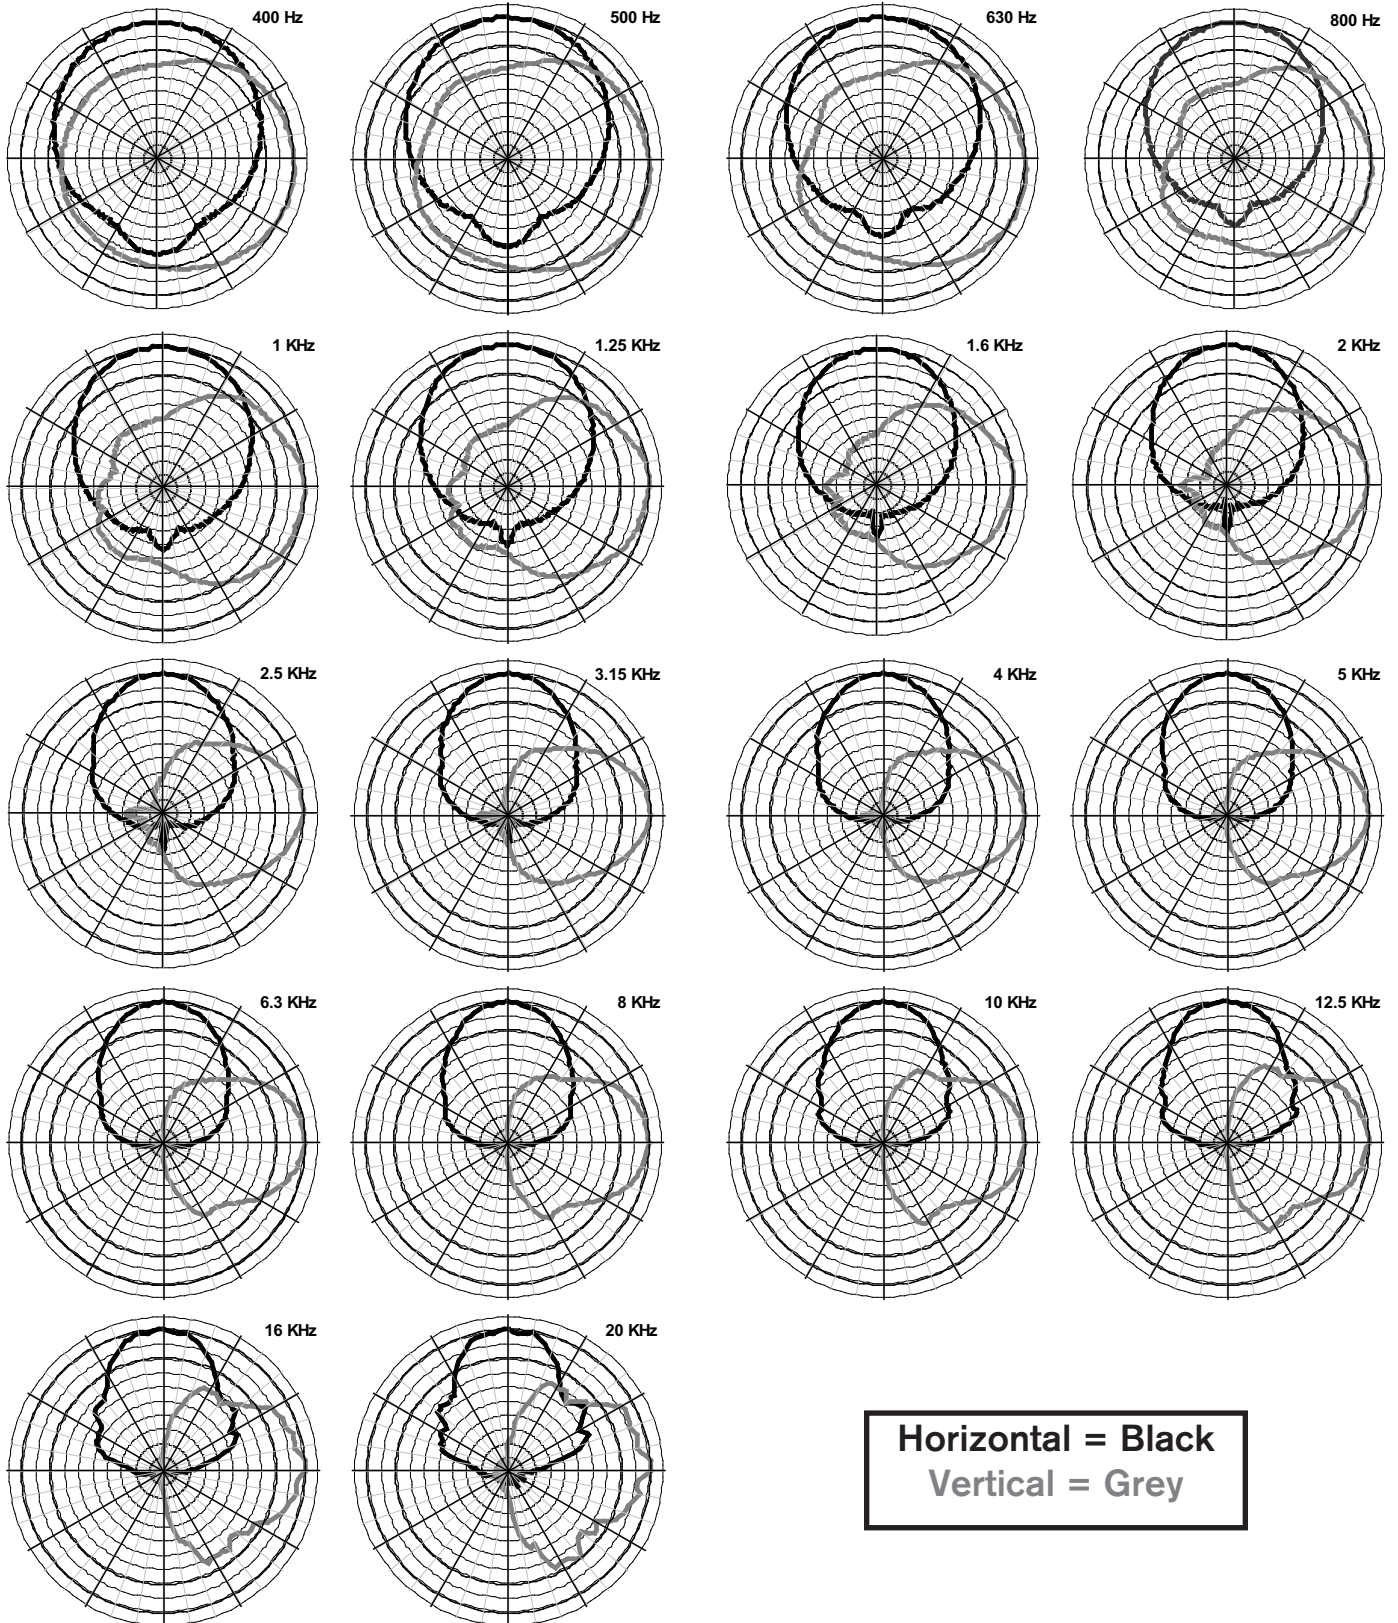 400 Hz
500 Hz
630 Hz
800 Hz
1 KHz
1.25 KHz
1.6 KHz
2 KHz
2.5 KHz
3.15 KHz
4 KHz
5 KHz
6.3 KHz
8 KHz
10 KHz
12.5 KHz
16 KHz
20 KHz
Horizontal = Black
Vertical = Grey